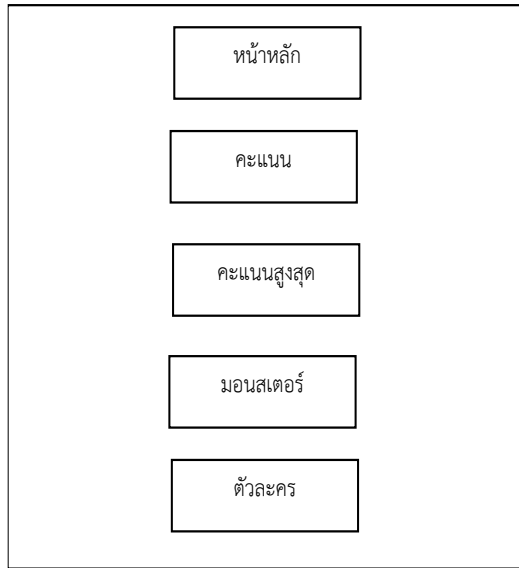 หน้าหลัก
คะแนน
คะแนนสูงสุด
มอนสเตอร์
ตัวละคร